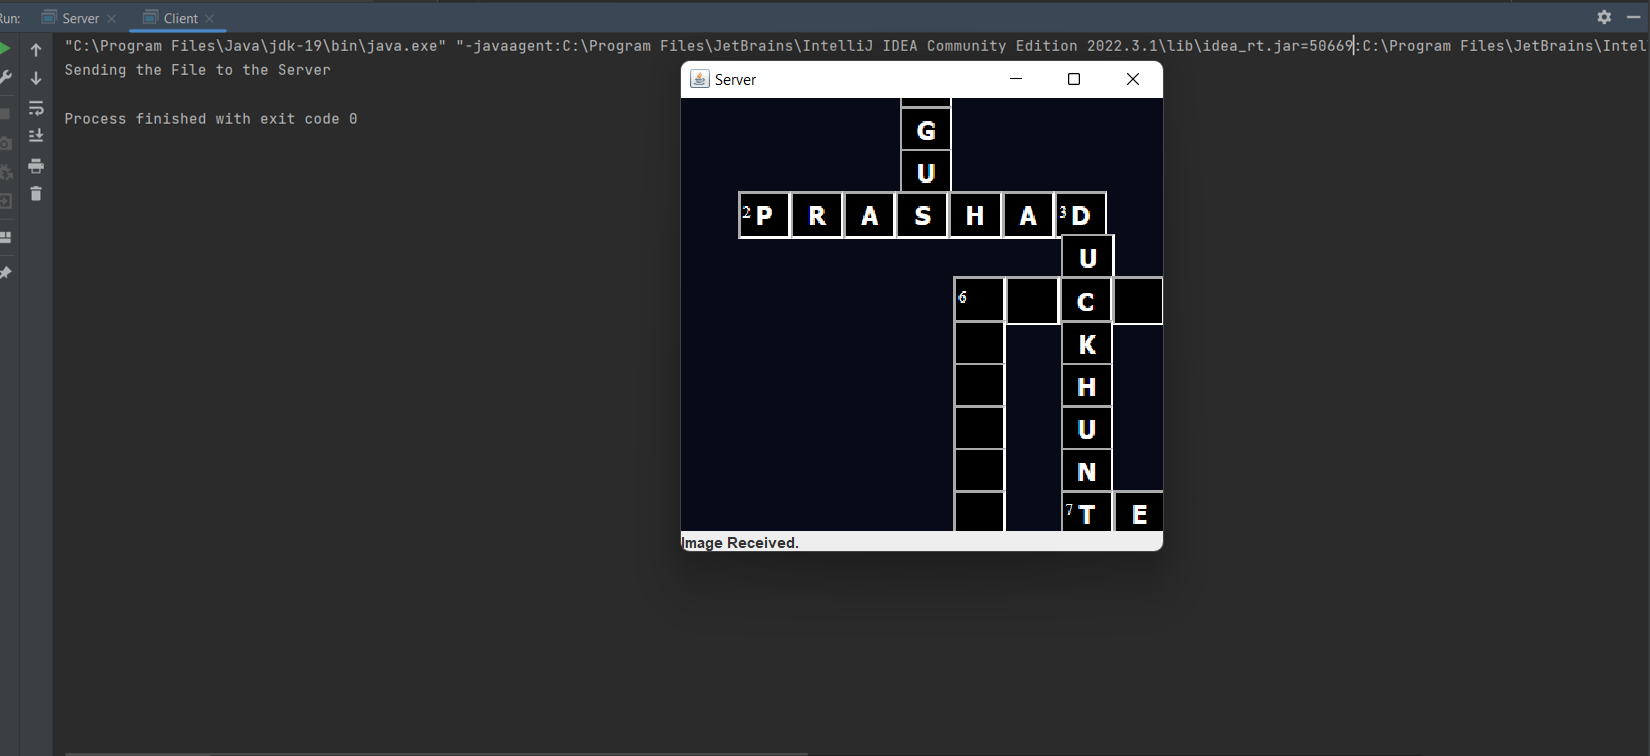 Run: Server Client
"C:\Program Files\Java\jdk-19\bin\java.exe" "-javaagent:C:\Program Files\JetBrains\IntelliJ IDEA Community Edition 2022.3.1\lib\idea_rt.jar=50669:C:\Program Files\JetBrains\Intel
Sending the File to the Server
Process finished with exit code 0
Server
G
U
2 P R A S H A 3 D
U
6 C
K
H
U
N
7 T E
Image Received.